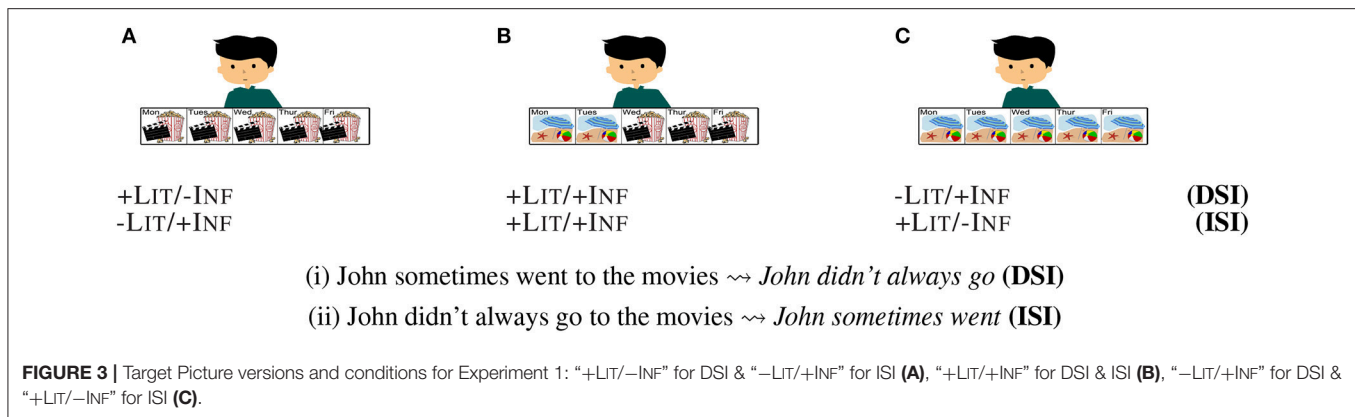 A B C
Mon Tues Wed Thur Fri Mon Tues Wed Thur Fri Mon Tues Wed Thur Fri
+LIT/-INF +LIT/+INF -LIT/+INF (DSI)
-LIT/+INF +LIT/+INF +LIT/-INF (ISI)
(i) John sometimes went to the movies ⇝ John didn't always go (DSI)
(ii) John didn't always go to the movies ⇝ John sometimes went (ISI)
FIGURE 3 | Target Picture versions and conditions for Experiment 1: “+LIT/−INF” for DSI & “−LIT/+INF” for ISI (A), “+LIT/+INF” for DSI & ISI (B), “−LIT/+INF” for DSI &
“+LIT/−INF” for ISI (C).